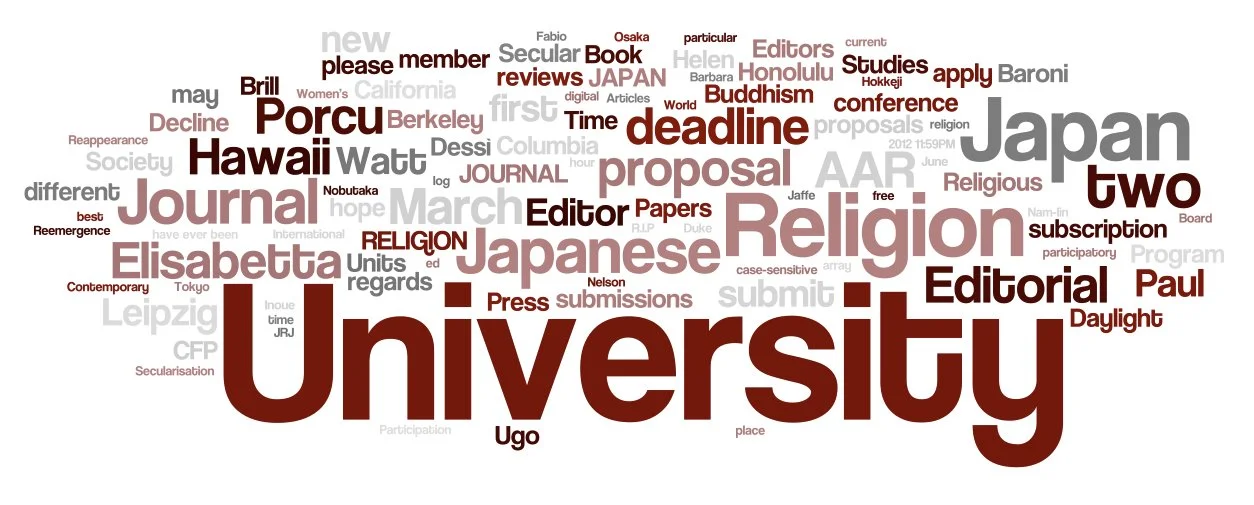 Fabio Osaka particular
new member Secular Book Helen Editors current
please reviews JAPAN Barbara Honolulu Studies Hokkeji apply Baroni
Brill Women's California digital Articles World Buddhism conference
may Porcu Berkeley first Time deadline proposals religion Japan
Decline
Reappearance Hawaii Watt Dessi Columbia 2012 11:59PM
Society log JOURNAL hour proposal AAR June
different Journal Nobutaka March Jaffe free Religious two
best hope Editor Papers Religion Nam-lin Board
Reemergence have ever been International R.I.P Duke subscription
RELIGION Japanese participatory Program
Elisabetta Units ed case-sensitive array
Contemporary Tokyo regards Nelson Editorial Paul
Leipzig Inoue Press submissions submit
time Daylight
JRJ
CFP University
Secularisation
Participation Ugo place